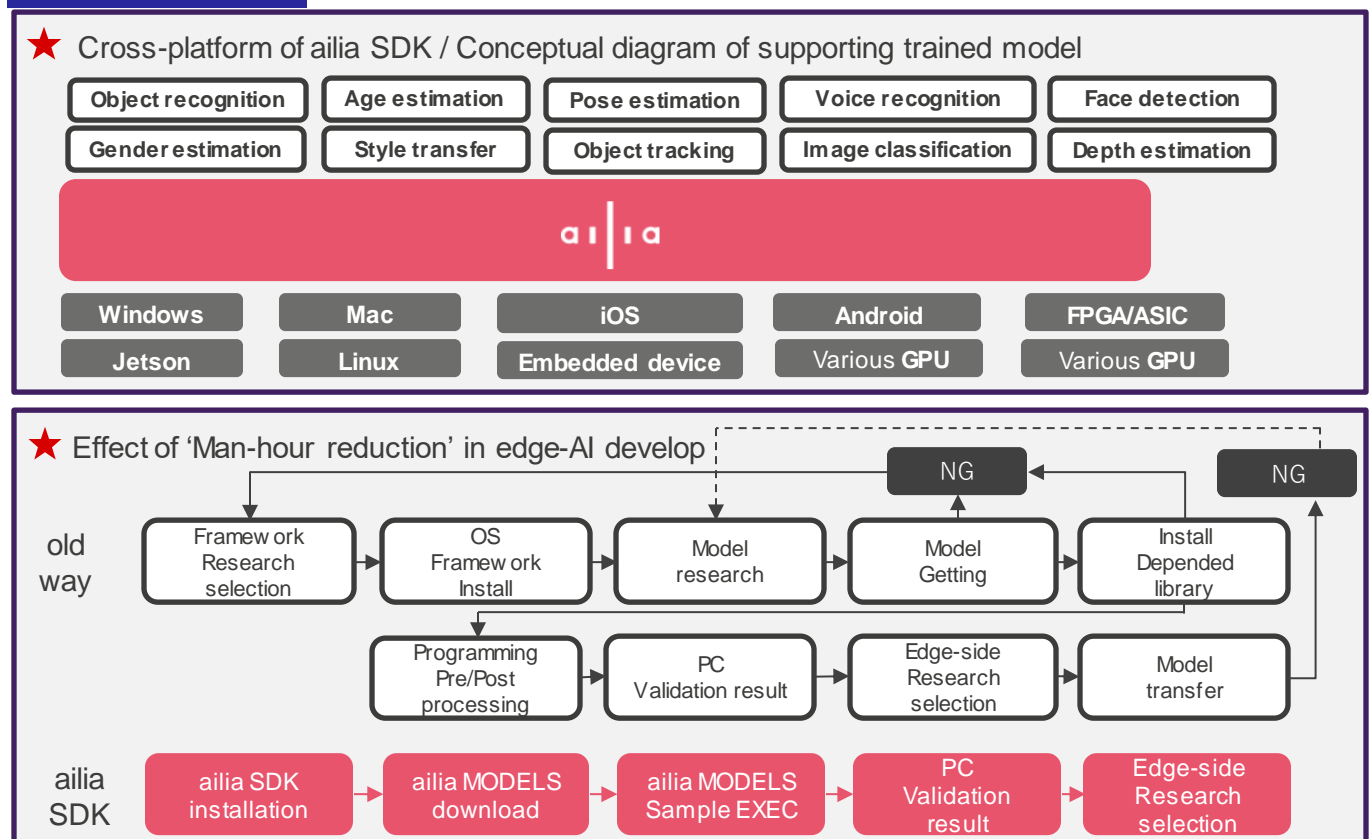 Cross-platform of ailia SDK / Conceptual diagram of supporting trained model
Object recognition
Age estimation
Pose estimation
Voice recognition
Face detection
Gender estimation
Style transfer
Object tracking
Image classification
Depth estimation
ailia
Windows
Mac
iOS
Android
FPGA/ASIC
Jetson
Linux
Embedded device
Various GPU
Various GPU
Effect of ‘Man-hour reduction’ in edge-AI develop
NG
NG
old
way
Framework
Research
selection
OS
Framework
Install
Model
research
Model
Getting
Install
Depended
library
Programming
Pre/Post
processing
PC
Validation result
Edge-side
Research
selection
Model
transfer
ailia
SDK
ailia SDK
installation
ailia MODELS
download
ailia MODELS
Sample EXEC
PC
Validation
result
Edge-side
Research
selection